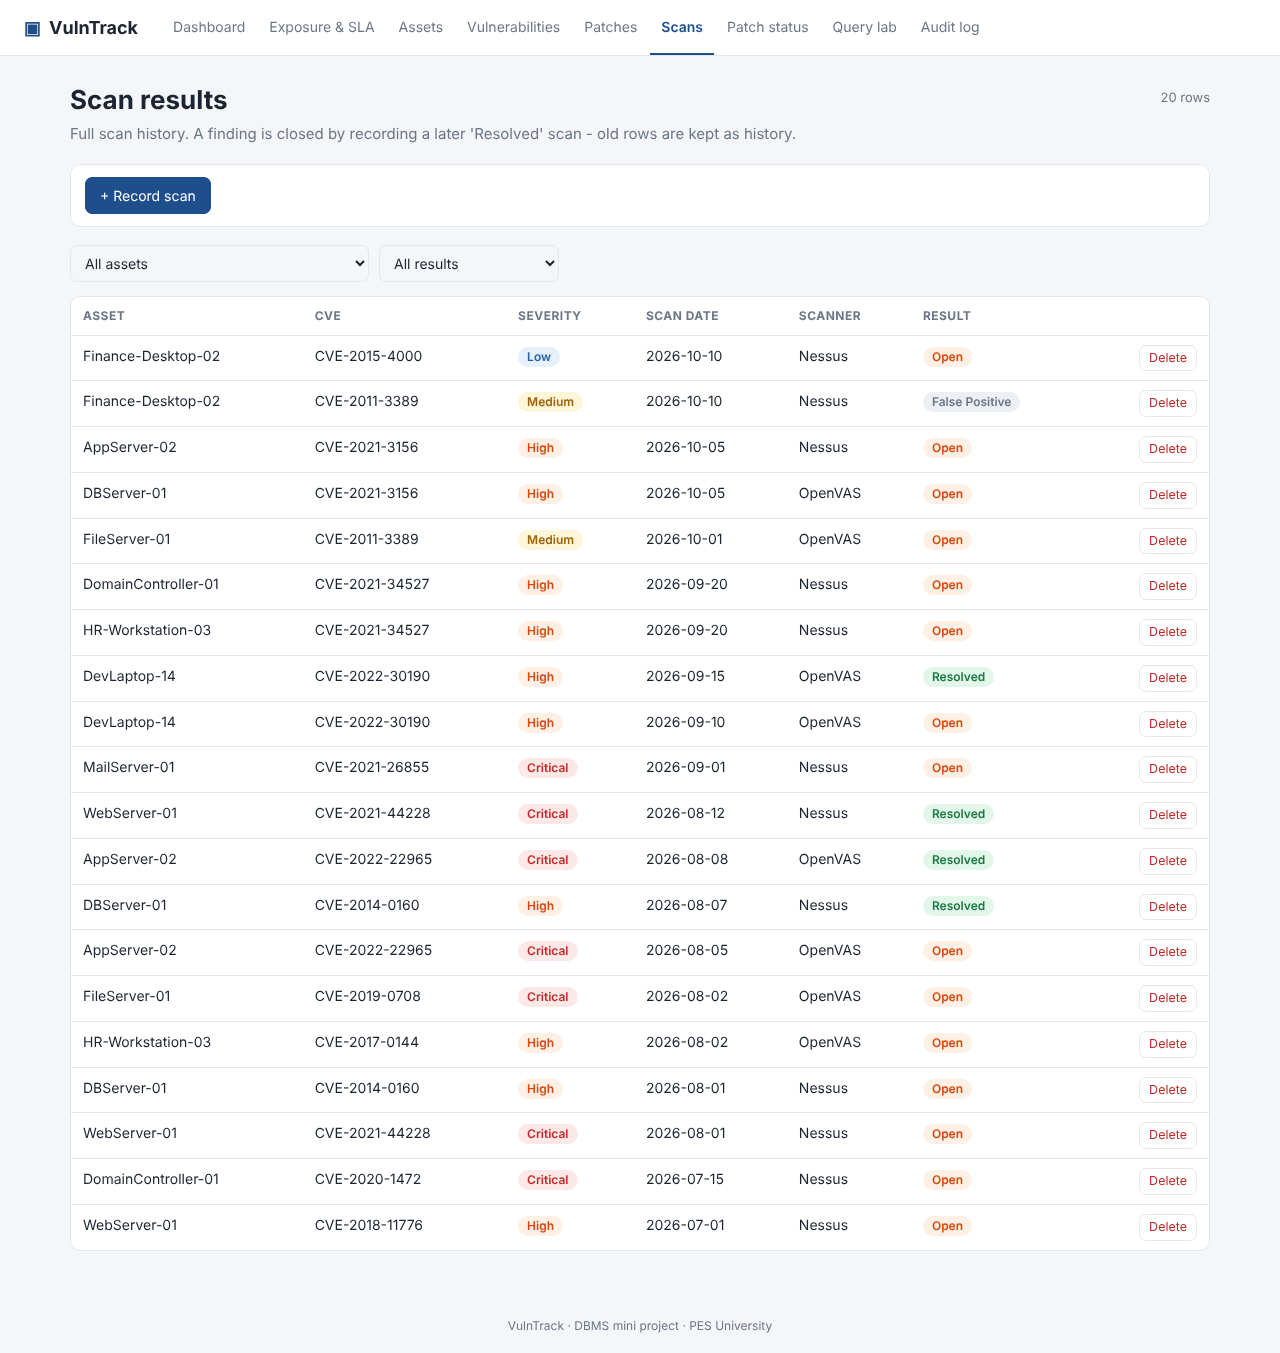 VulnTrack Dashboard Exposure & SLA Assets Vulnerabilities Patches Scans Patch status Query lab Audit log
Scan results
20 rows
Full scan history. A finding is closed by recording a later 'Resolved' scan - old rows are kept as history.
+ Record scan
All assets All results
ASSET CVE SEVERITY SCAN DATE SCANNER RESULT
Finance-Desktop-02 CVE-2015-4000 Low 2026-10-10 Nessus Open Delete
Finance-Desktop-02 CVE-2011-3389 Medium 2026-10-10 Nessus False Positive Delete
AppServer-02 CVE-2021-3156 High 2026-10-05 Nessus Open Delete
DBServer-01 CVE-2021-3156 High 2026-10-05 OpenVAS Open Delete
FileServer-01 CVE-2011-3389 Medium 2026-10-01 OpenVAS Open Delete
DomainController-01 CVE-2021-34527 High 2026-09-20 Nessus Open Delete
HR-Workstation-03 CVE-2021-34527 High 2026-09-20 Nessus Open Delete
DevLaptop-14 CVE-2022-30190 High 2026-09-15 OpenVAS Resolved Delete
DevLaptop-14 CVE-2022-30190 High 2026-09-10 OpenVAS Open Delete
MailServer-01 CVE-2021-26855 Critical 2026-09-01 Nessus Open Delete
WebServer-01 CVE-2021-44228 Critical 2026-08-12 Nessus Resolved Delete
AppServer-02 CVE-2022-22965 Critical 2026-08-08 OpenVAS Resolved Delete
DBServer-01 CVE-2014-0160 High 2026-08-07 Nessus Resolved Delete
AppServer-02 CVE-2022-22965 Critical 2026-08-05 OpenVAS Open Delete
FileServer-01 CVE-2019-0708 Critical 2026-08-02 OpenVAS Open Delete
HR-Workstation-03 CVE-2017-0144 High 2026-08-02 OpenVAS Open Delete
DBServer-01 CVE-2014-0160 High 2026-08-01 Nessus Open Delete
WebServer-01 CVE-2021-44228 Critical 2026-08-01 Nessus Open Delete
DomainController-01 CVE-2020-1472 Critical 2026-07-15 Nessus Open Delete
WebServer-01 CVE-2018-11776 High 2026-07-01 Nessus Open Delete
VulnTrack · DBMS mini project · PES University